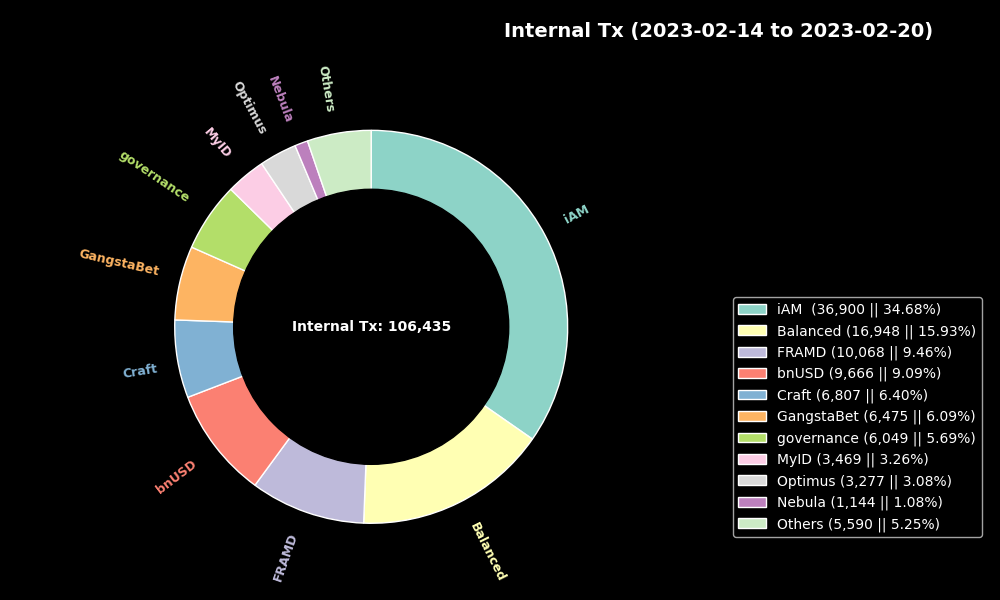 Internal Tx (2023-02-14 to 2023-02-20)
Others
Nebula
Optimus
MyID
governance
iAM
GangstaBet
Internal Tx: 106,435
Craft
bnUSD
FRAMD
Balanced
iAM  (36,900 || 34.68%)
Balanced (16,948 || 15.93%)
FRAMD (10,068 || 9.46%)
bnUSD (9,666 || 9.09%)
Craft (6,807 || 6.40%)
GangstaBet (6,475 || 6.09%)
governance (6,049 || 5.69%)
MyID (3,469 || 3.26%)
Optimus (3,277 || 3.08%)
Nebula (1,144 || 1.08%)
Others (5,590 || 5.25%)